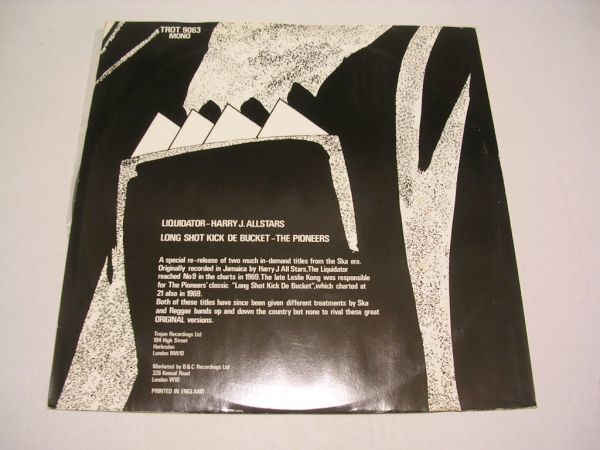 TROT 9063
MONO
LIQUIDATOR - HARRY J. ALLSTARS
LONG SHOT KICK DE BUCKET - THE PIONEERS
A special re-release of two much in-demand titles from the Ska era.
Originally recorded in Jamaica by Harry J All Stars, The Liquidator
reached No 9 in the charts in 1969. The late Leslie Kong was responsible
for The Pioneers' classic "Long Shot Kick De Bucket", which charted at
21 also in 1969.
Both of these titles have since been given different treatments by Ska
and Reggae bands up and down the country but none to rival these great
ORIGINAL versions.
Trojan Recordings Ltd
104 High Street
Harlesden
London NW10
Marketed by B&C Recordings Ltd
326 Kensal Road
London W10
PRINTED IN ENGLAND